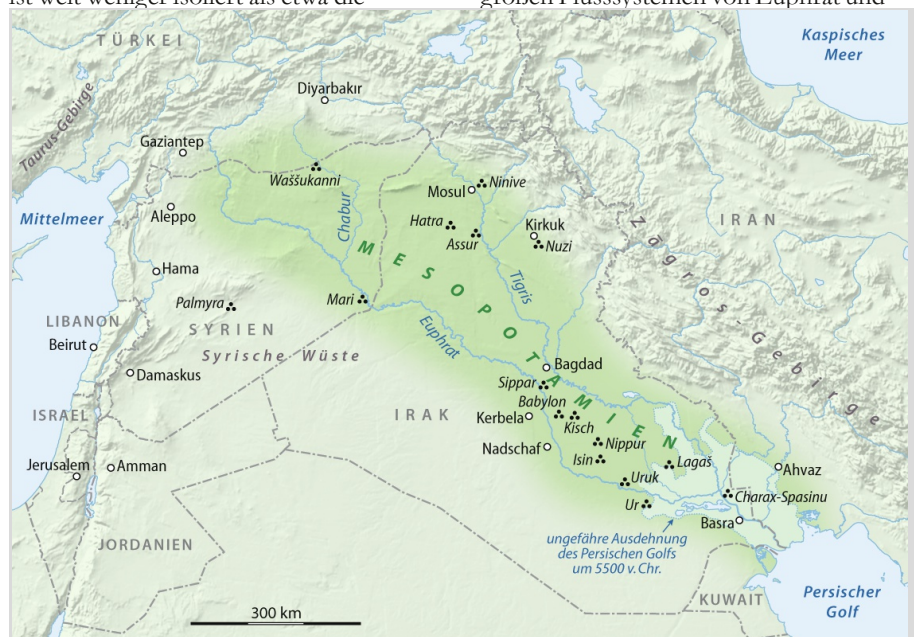 ist weit weniger isoliert als etwa die
großen Flusssystemen von Euphrat und
TÜRKEI
Kaspisches
Meer
Taurus-Gebirge
Diyarbakır
Gaziantep
Waššukanni
Mosul
Ninive
Mittelmeer
Aleppo
Chabur
Hatra
Assur
Kirkuk
Nuzi
IRAN
Zagros-Gebirge
MESOPOTAMIEN
Hama
Tigris
Palmyra
Mari
LIBANON
SYRIEN
Euphrat
Beirut
Syrische Wüste
Damaskus
Bagdad
Sippar
Babylon
ISRAEL
IRAK
Kerbela
Kisch
Nadschaf
Nippur
Jerusalem
Amman
Isin
Lagaš
Ahvaz
Uruk
Charax-Spasinu
Ur
Basra
JORDANIEN
ungefähre Ausdehnung
des Persischen Golfs
um 5500 v. Chr.
KUWAIT
Persischer
Golf
300 km